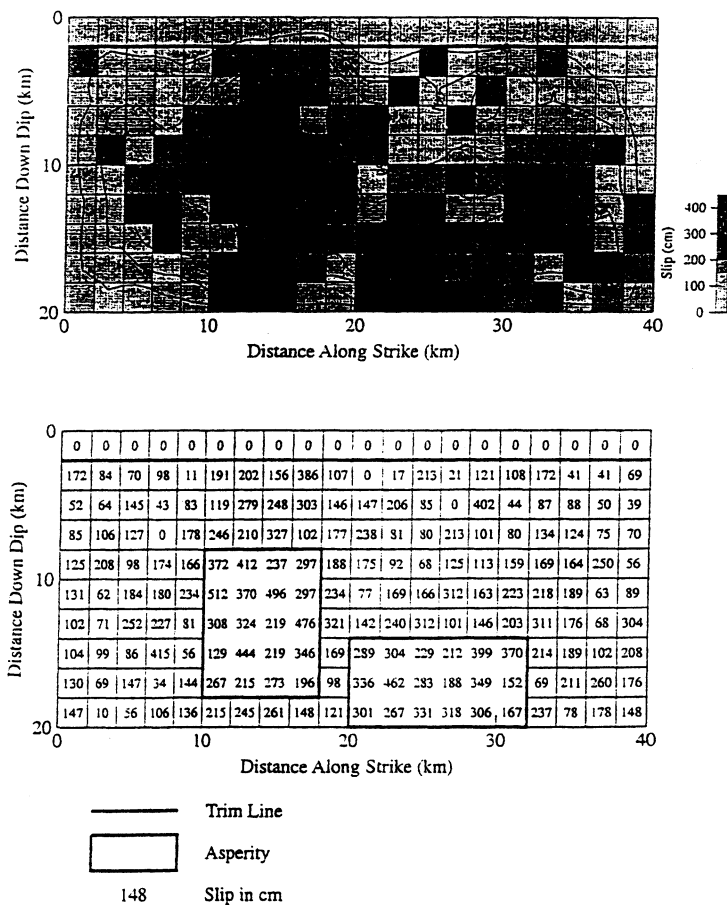 0
10
20
Distance Down Dip (km)
400
300
200
100
0
Slip (cm)
0 10 20 30 40
Distance Along Strike (km)
0
10
20
Distance Down Dip (km)
0 0 0 0 0 0 0 0 0 0 0 0 0 0 0 0 0 0 0 0
172 84 70 98 11 191 202 156 386 107 0 17 213 21 121 108 172 41 41 69
52 64 145 43 83 119 279 248 303 146 147 206 85 0 402 44 87 88 50 39
85 106 127 0 178 246 210 327 102 177 238 81 80 213 101 80 134 124 75 70
125 208 98 174 166 372 412 237 297 188 175 92 68 125 113 159 169 164 250 56
131 62 184 180 234 512 370 496 297 234 77 169 166 312 163 223 218 189 63 89
102 71 252 227 81 308 324 219 476 321 142 240 312 101 146 203 311 176 68 304
104 99 86 415 56 129 444 219 346 169 289 304 229 212 399 370 214 189 102 208
130 69 147 34 144 267 215 273 196 98 336 462 283 188 349 152 69 211 260 176
147 10 56 106 136 215 245 261 148 121 301 267 331 318 306 167 237 78 178 148
0 10 20 30 40
Distance Along Strike (km)
Trim Line
Asperity
148 Slip in cm